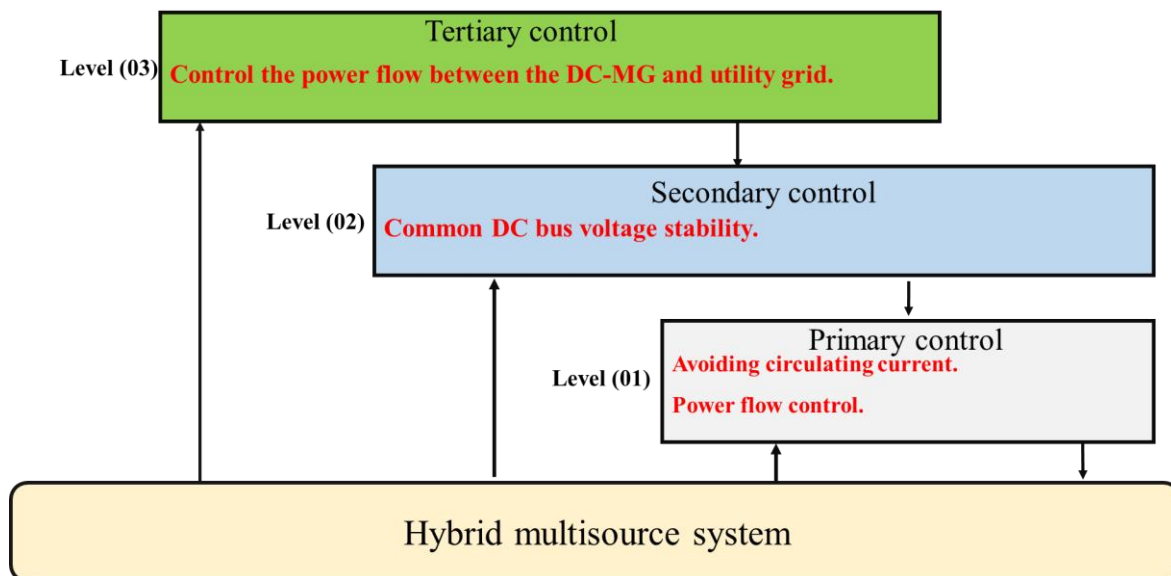 Tertiary control
Level (03)
Control the power flow between the DC-MG and utility grid.
Secondary control
Level (02)
Common DC bus voltage stability.
Primary control
Avoiding circulating current.
Level (01)
Power flow control.
Hybrid multisource system